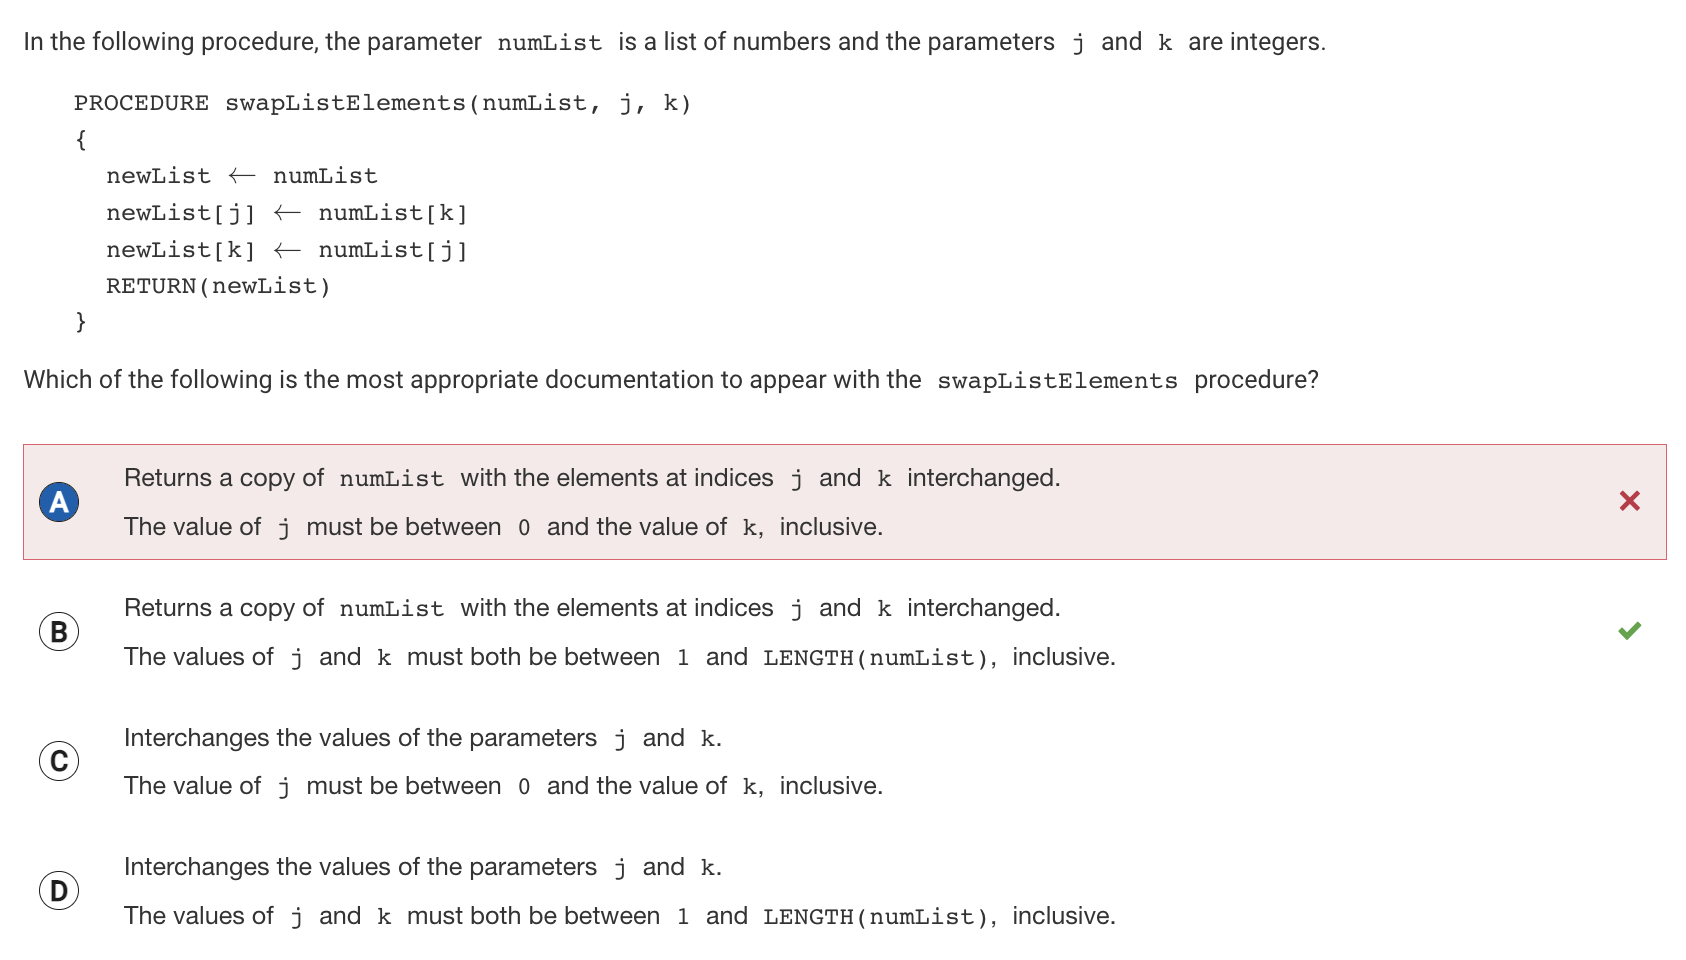 In the following procedure, the parameter numList is a list of numbers and the parameters j and k are integers.
PROCEDURE swapListElements(numList, j, k)
{
newList ← numList
newList[j] ← numList[k]
newList[k] ← numList[j]
RETURN(newList)
}
Which of the following is the most appropriate documentation to appear with the swapListElements procedure?
A
Returns a copy of numList with the elements at indices j and k interchanged.
The value of j must be between 0 and the value of k, inclusive.
B
Returns a copy of numList with the elements at indices j and k interchanged.
The values of j and k must both be between 1 and LENGTH(numList), inclusive.
C
Interchanges the values of the parameters j and k.
The value of j must be between 0 and the value of k, inclusive.
D
Interchanges the values of the parameters j and k.
The values of j and k must both be between 1 and LENGTH(numList), inclusive.